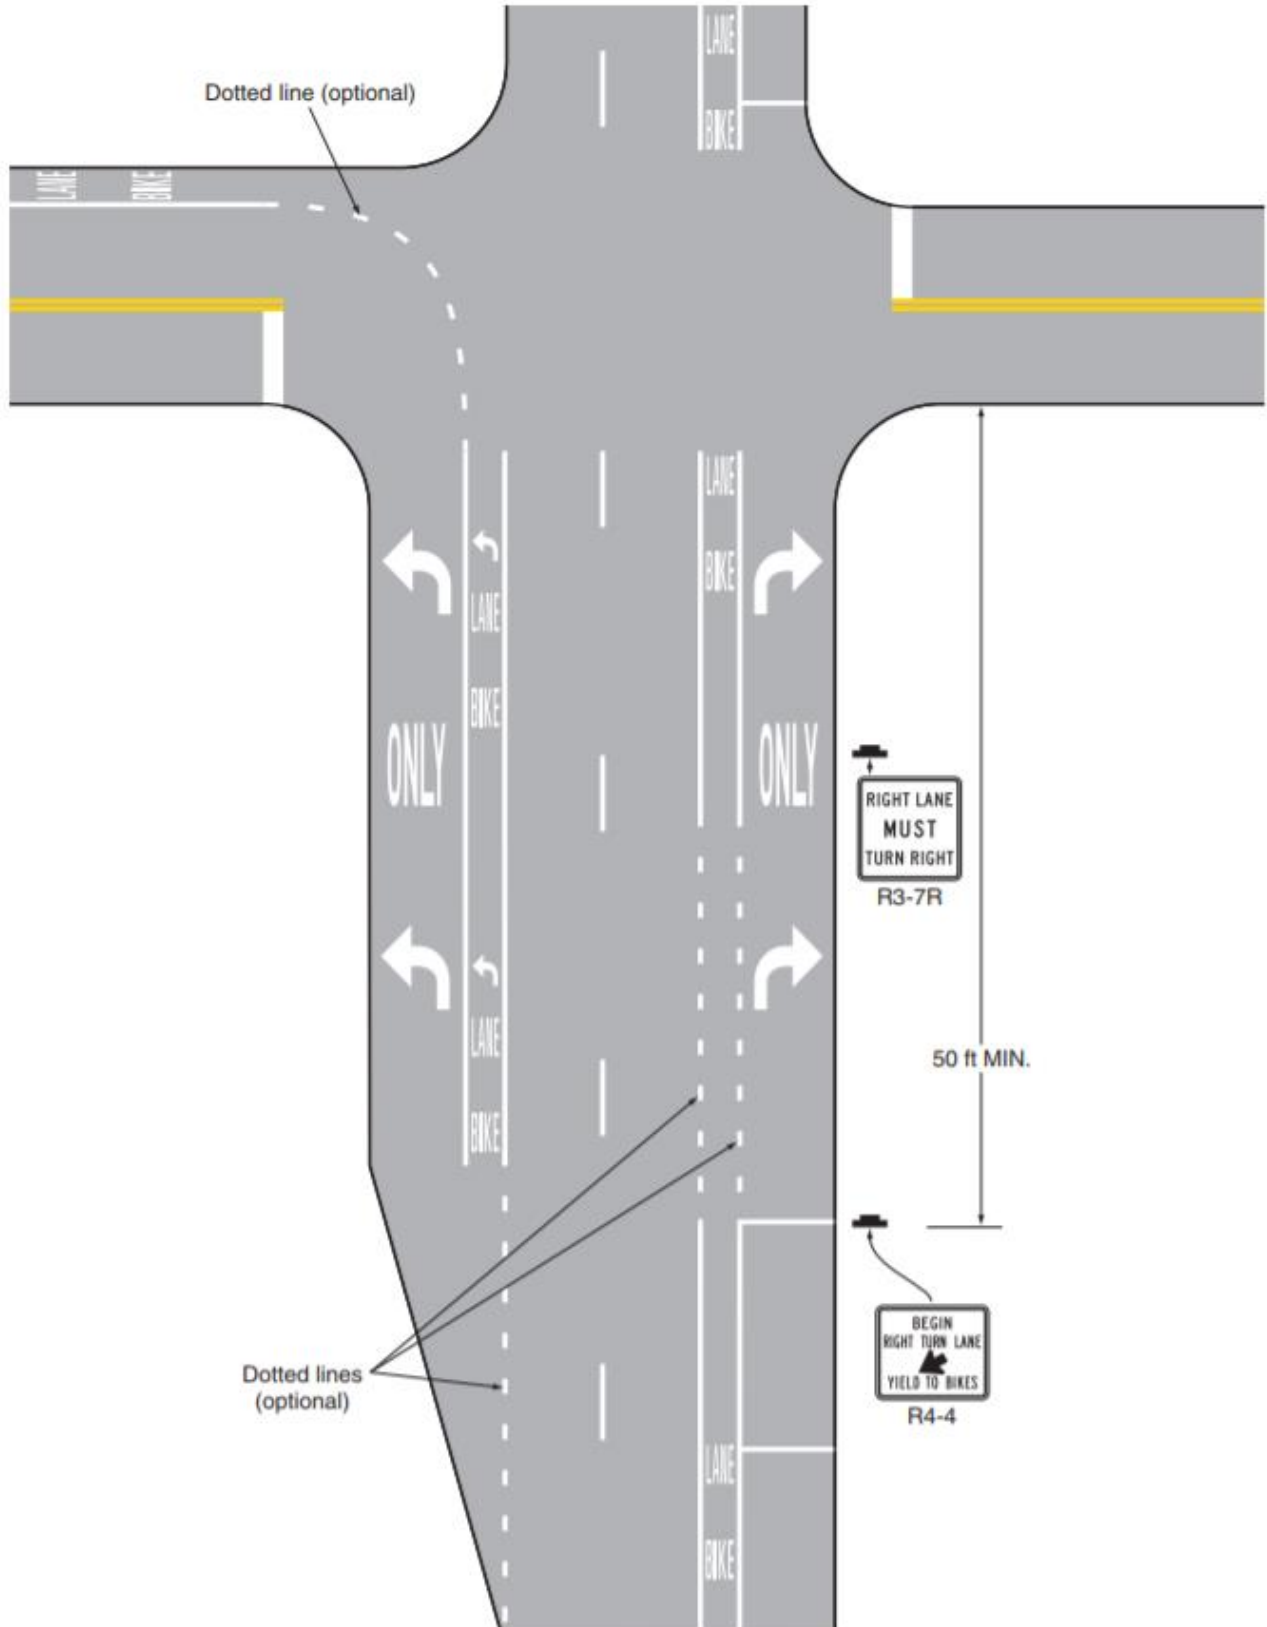 LANE
BIKE
Dotted line (optional)
LANE
BIKE
LANE
BIKE
LANE
BIKE
ONLY
ONLY
RIGHT LANE
MUST
TURN RIGHT
R3-7R
LANE
BIKE
50 ft MIN.
BEGIN
RIGHT TURN LANE
YIELD TO BIKES
R4-4
Dotted lines
(optional)
LANE
BIKE